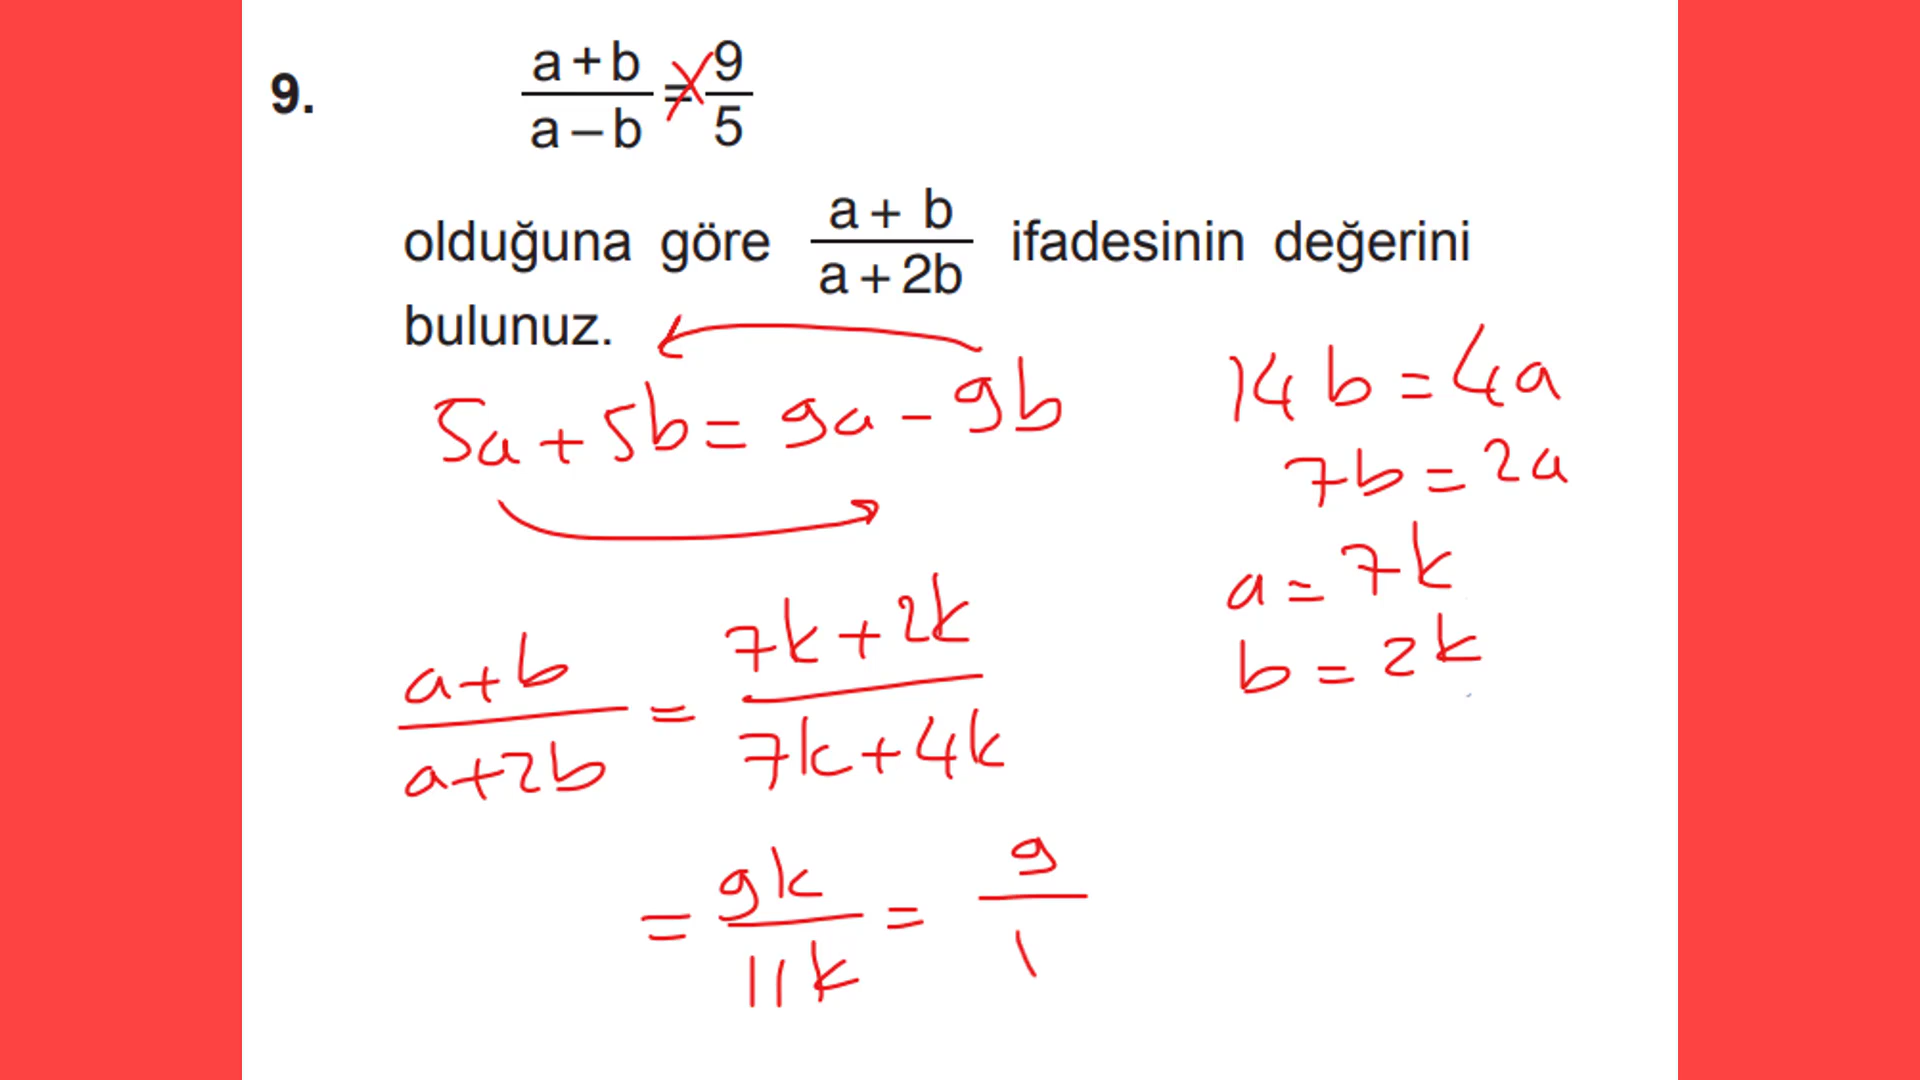 9. a+b/a–b = 9/5
olduğuna göre a+ b/a+2b ifadesinin değerini
bulunuz.
5a+5b=9a-9b
14b=4a
7b=2a
a=7k
b=2k
a+b/a+2b = 7k+2k/7k+4k
= 9k/11k = 9/1